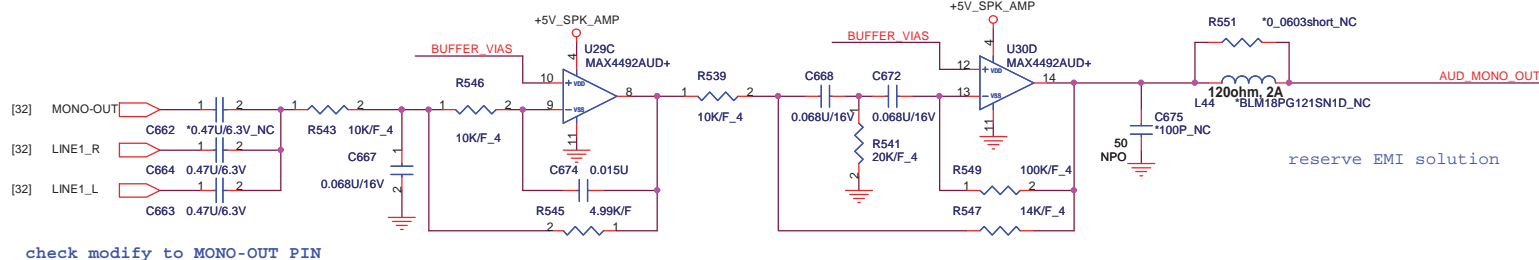 +5V_SPK_AMP
+5V_SPK_AMP
R551 *0_0603short_NC
BUFFER_VIAS
U29C
MAX4492AUD+
BUFFER_VIAS
U30D
MAX4492AUD+
4
VDD
4
VDD
R546
10
8
R539
C668
C672
12
14
AUD_MONO_OUT
[32] MONO-OUT
1 2
1 2
1 2
9
VSS
1 2
13
VSS
120ohm, 2A
L44 *BLM18PG121SN1D_NC
C662 *0.47U/6.3V_NC
R543 10K/F_4
10K/F_4
11
10K/F_4
0.068U/16V
0.068U/16V
11
C675
*100P_NC
[32] LINE1_R
1 2
C667
1
1
R541
20K/F_4
50
NPO
reserve EMI solution
C664 0.47U/6.3V
C674 0.015U
0.068U/16V
2
2
R549 100K/F_4
[32] LINE1_L
1 2
1 2
C663 0.47U/6.3V
R545 4.99K/F
R547 14K/F_4
2 1
check modify to MONO-OUT PIN